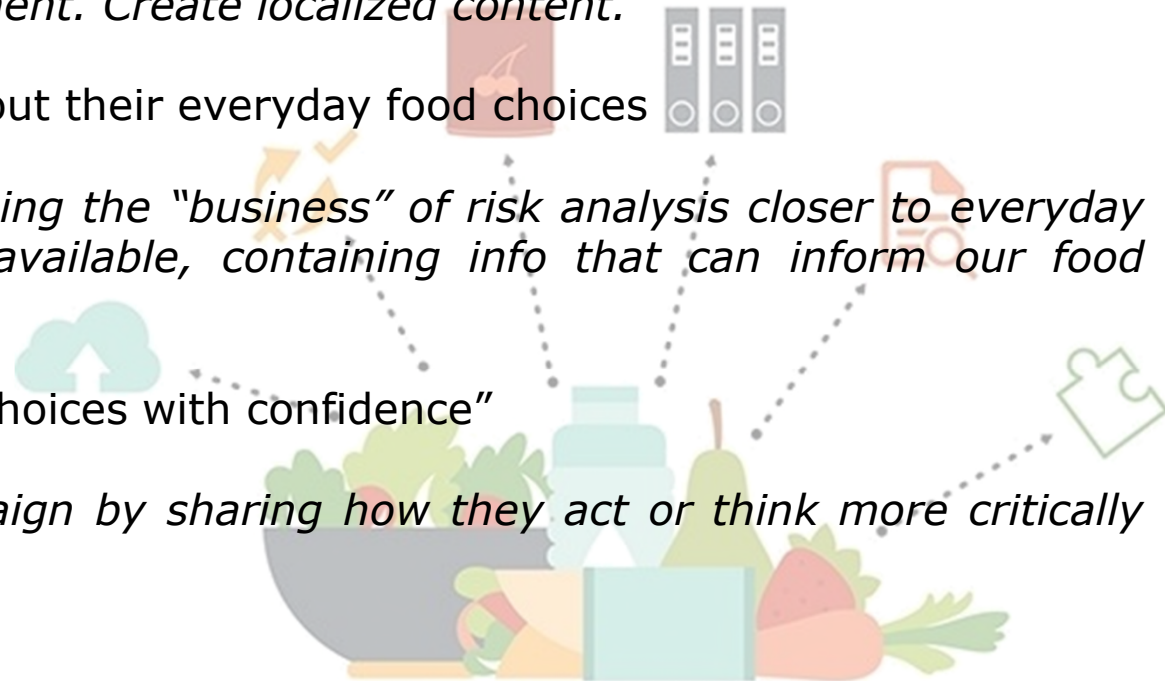 ent. Create localized content.
out their everyday food choices
ing the “business” of risk analysis closer to everyday
available, containing info that can inform our food
hoices with confidence”
aign by sharing how they act or think more critically